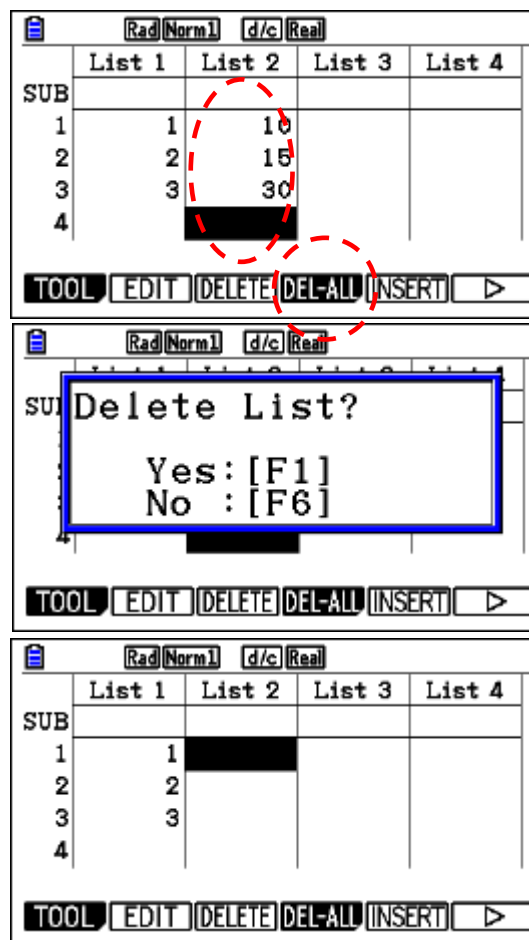 Rad Norm1 d/c Real
List 1 List 2 List 3 List 4
SUB
1 1 10
2 2 15
3 3 30
4
TOOL EDIT DELETE DEL-ALL INSERT ▷
Rad Norm1 d/c Real
SU
Delete List?
Yes:[F1]
No :[F6]
4
TOOL EDIT DELETE DEL-ALL INSERT ▷
Rad Norm1 d/c Real
List 1 List 2 List 3 List 4
SUB
1 1
2 2
3 3
4
TOOL EDIT DELETE DEL-ALL INSERT ▷